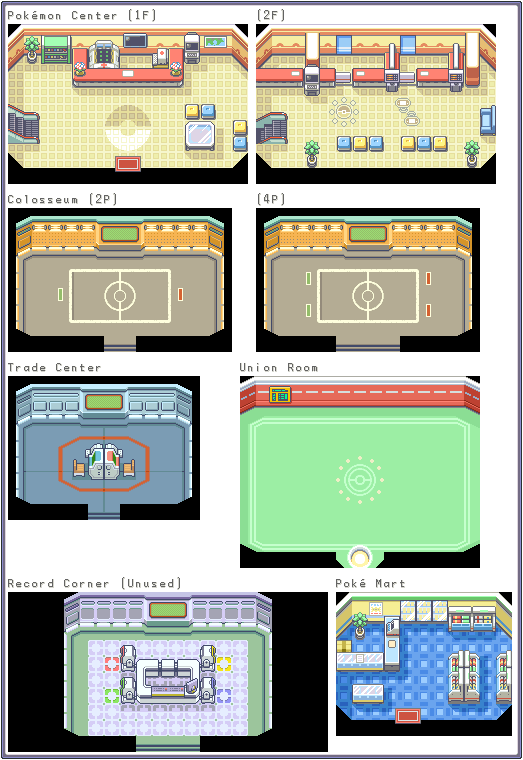 Pokémon Center (1F)
(2F)
Colosseum (2P)
(4P)
Trade Center
Union Room
Record Corner (Unused)
Poké Mart